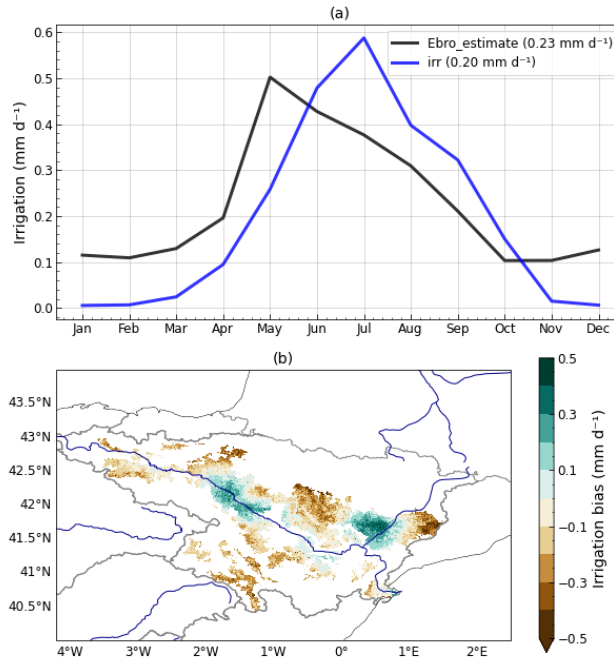 (a)
0.6
0.5
0.4
0.3
0.2
0.1
0.0
Irrigation (mm d⁻¹)
Ebro_estimate (0.23 mm d⁻¹)
irr (0.20 mm d⁻¹)
Jan Feb Mar Apr May Jun Jul Aug Sep Oct Nov Dec
(b)
43.5°N
43°N
42.5°N
42°N
41.5°N
41°N
40.5°N
4°W 3°W 2°W 1°W 0° 1°E 2°E
0.5
0.3
0.1
−0.1
−0.3
−0.5
Irrigation bias (mm d⁻¹)